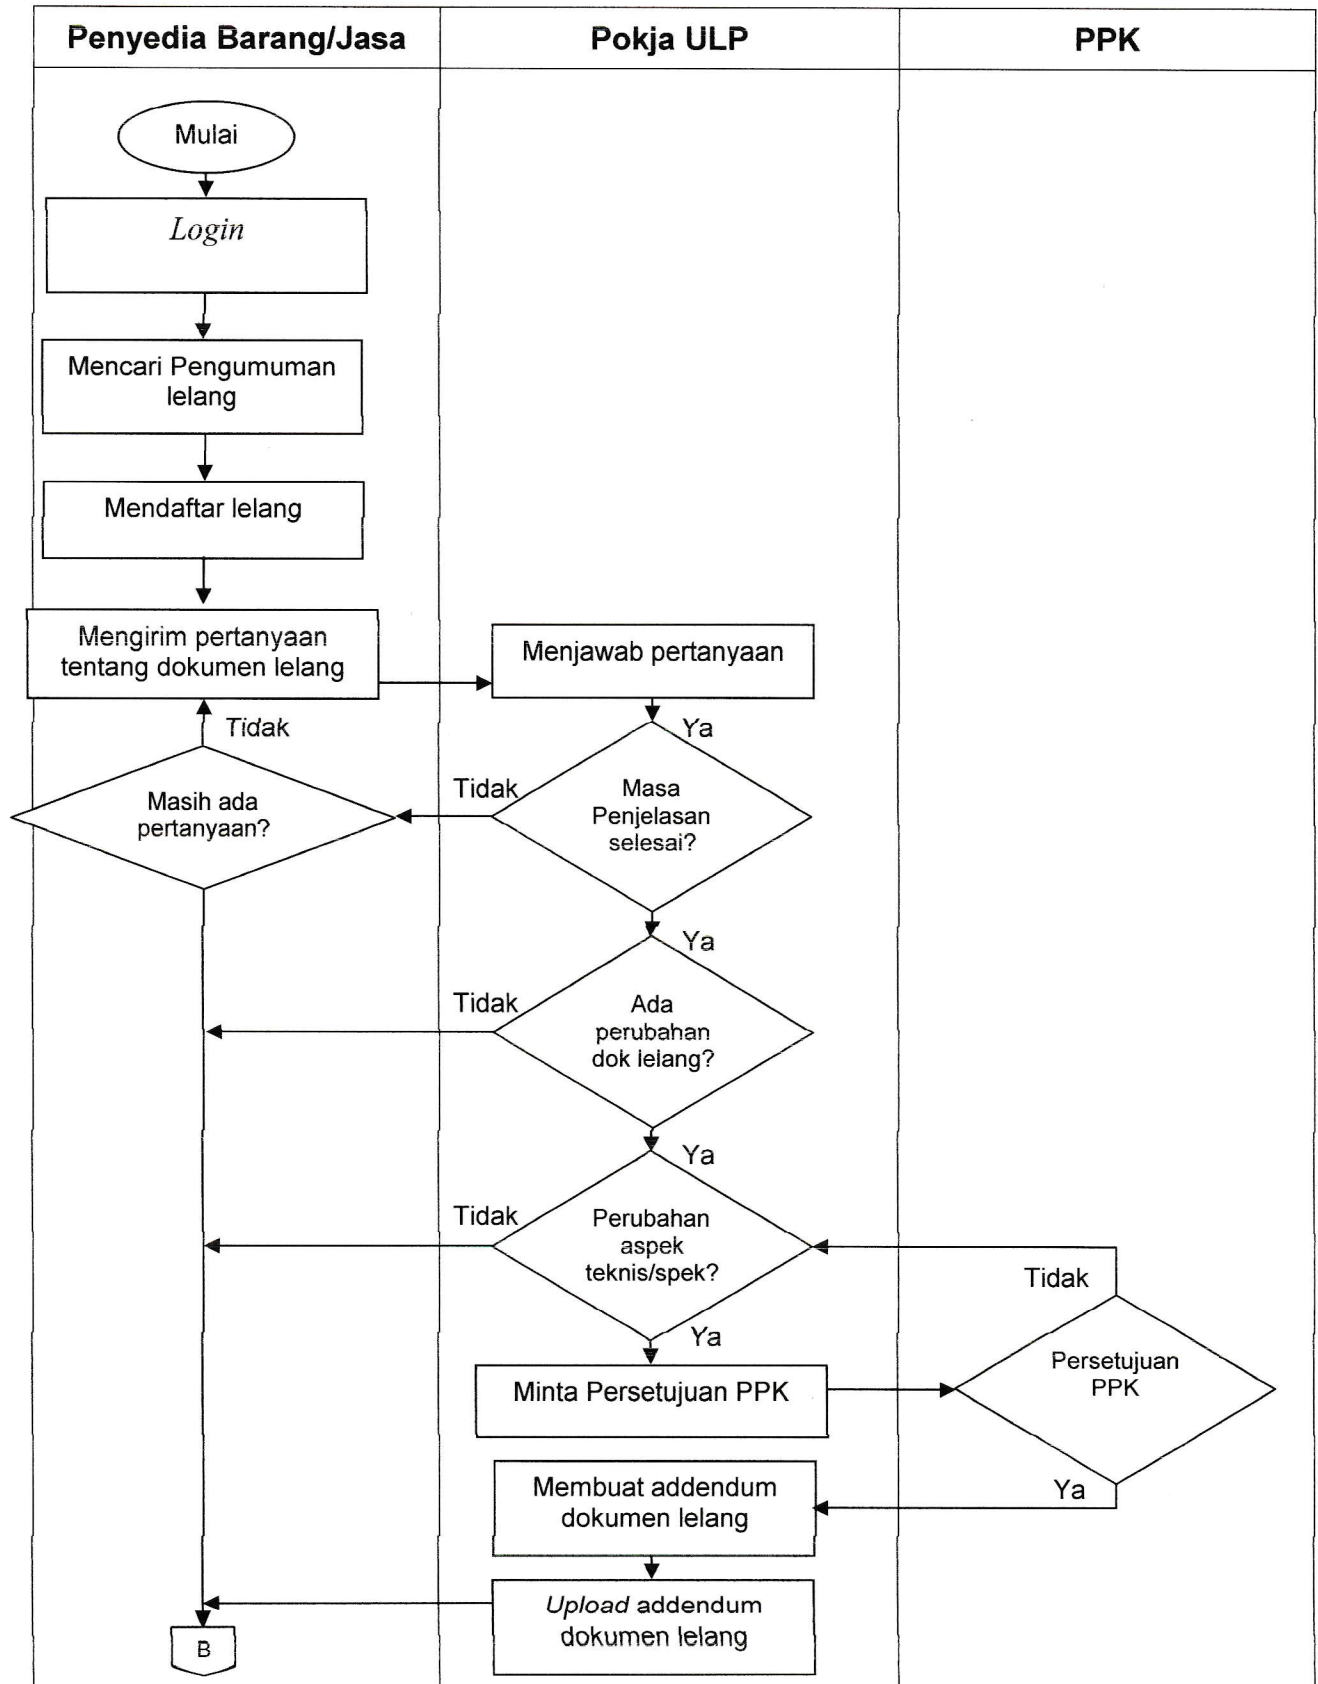 Penyedia Barang/Jasa
Pokja ULP
PPK
Mulai
Login
Mencari Pengumuman
lelang
Mendaftar lelang
Mengirim pertanyaan
tentang dokumen lelang
Menjawab pertanyaan
Tidak
Ya
Masih ada
pertanyaan?
Tidak
Masa
Penjelasan
selesai?
Ya
Tidak
Ada
perubahan
dok lelang?
Ya
Tidak
Perubahan
aspek
teknis/spek?
Tidak
Ya
Minta Persetujuan PPK
Persetujuan
PPK
Ya
Membuat addendum
dokumen lelang
Upload addendum
dokumen lelang
B